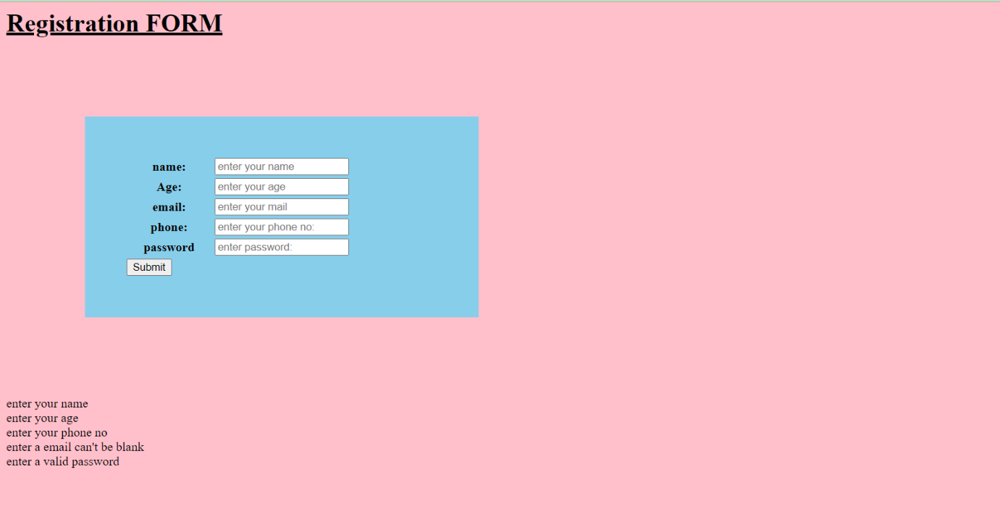 Registration FORM
name: enter your name
Age: enter your age
email: enter your mail
phone: enter your phone no:
password enter password:
Submit
enter your name
enter your age
enter your phone no
enter a email can't be blank
enter a valid password